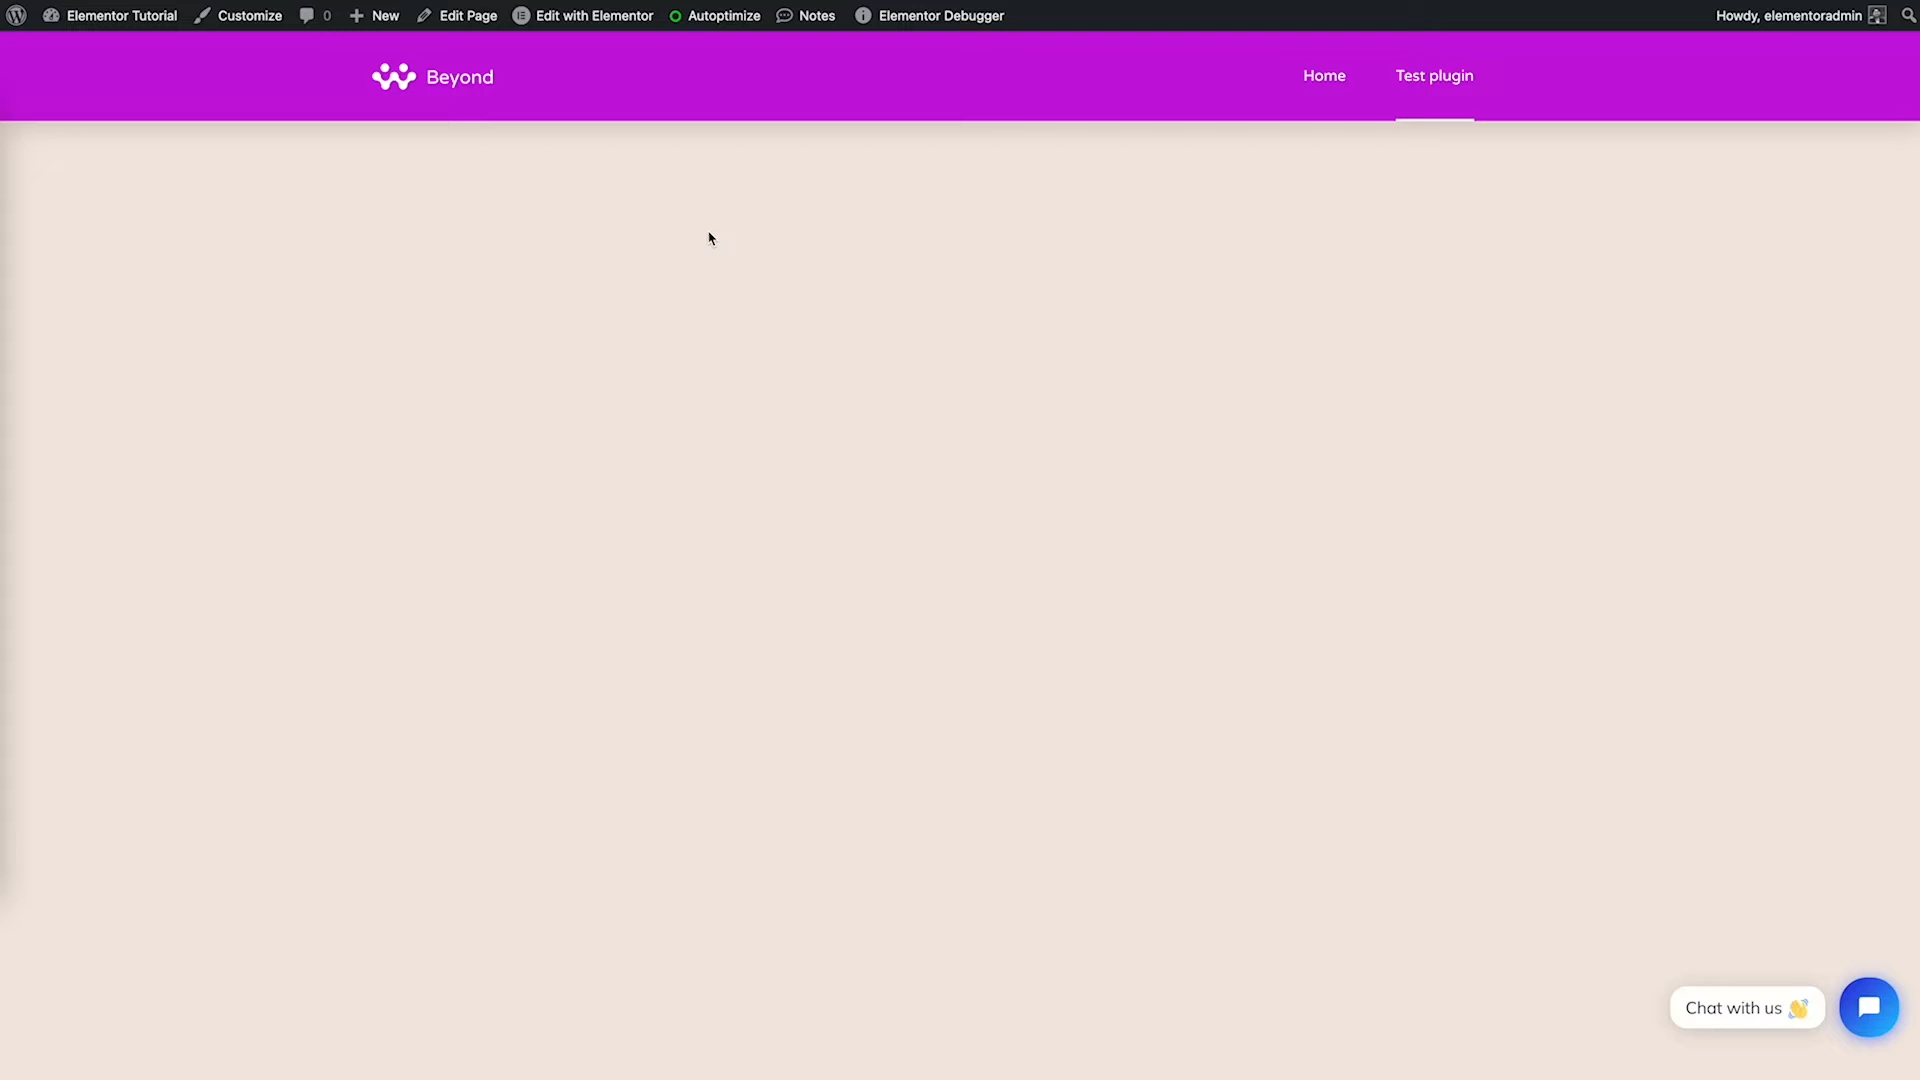 Elementor Tutorial Customize 0 New Edit Page Edit with Elementor Autoptimize Notes Elementor Debugger Howdy, elementoradmin
Beyond Home Test plugin
Chat with us 👋